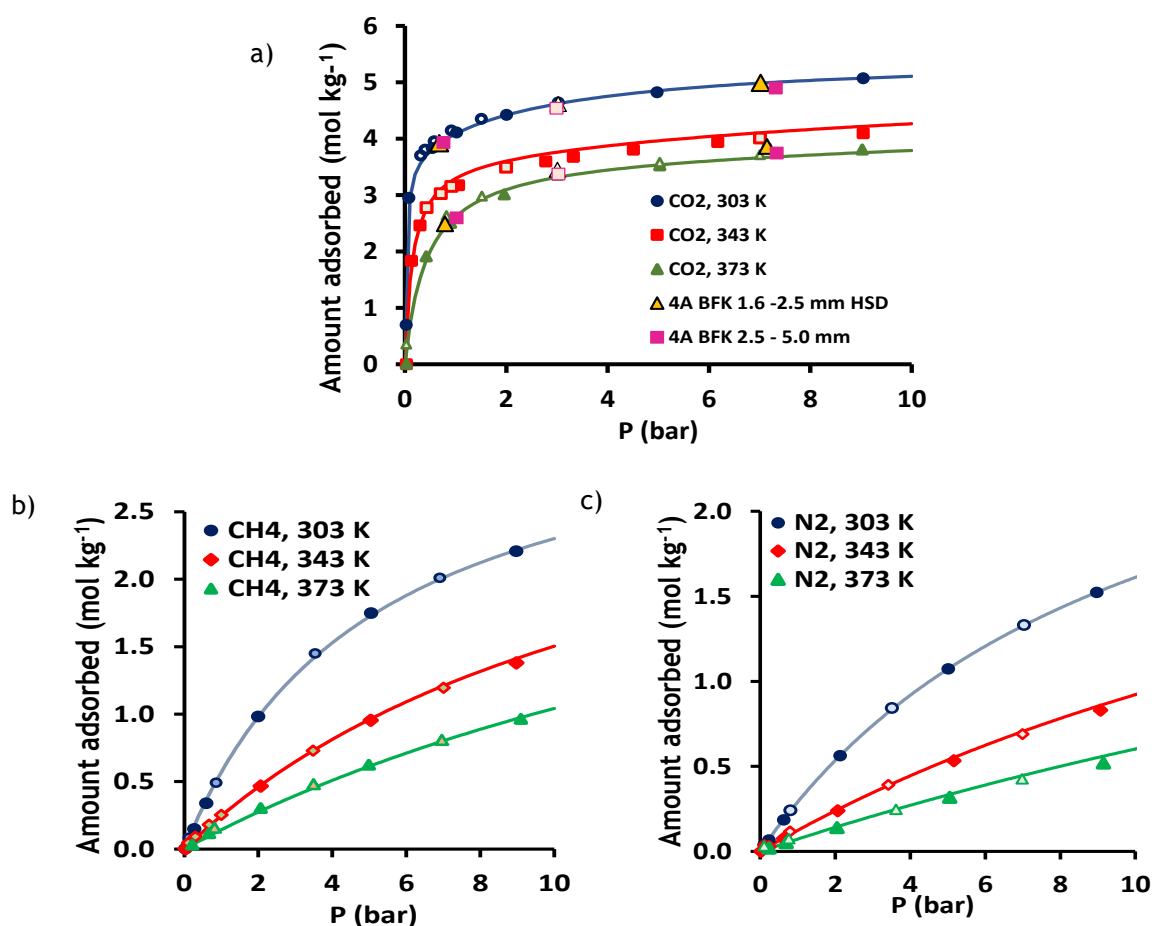 a)
Amount adsorbed (mol kg-1)
6
5
4
3
2
1
0
0 2 4 6 8 10
P (bar)
CO2, 303 K
CO2, 343 K
CO2, 373 K
4A BFK 1.6 -2.5 mm HSD
4A BFK 2.5 - 5.0 mm
b)
Amount adsorbed (mol kg⁻¹)
2.5
2.0
1.5
1.0
0.5
0.0
0 2 4 6 8 10
P (bar)
CH4, 303 K
CH4, 343 K
CH4, 373 K
c)
Amount adsorbed (mol kg⁻¹)
2.0
1.5
1.0
0.5
0.0
0 2 4 6 8 10
P (bar)
N2, 303 K
N2, 343 K
N2, 373 K